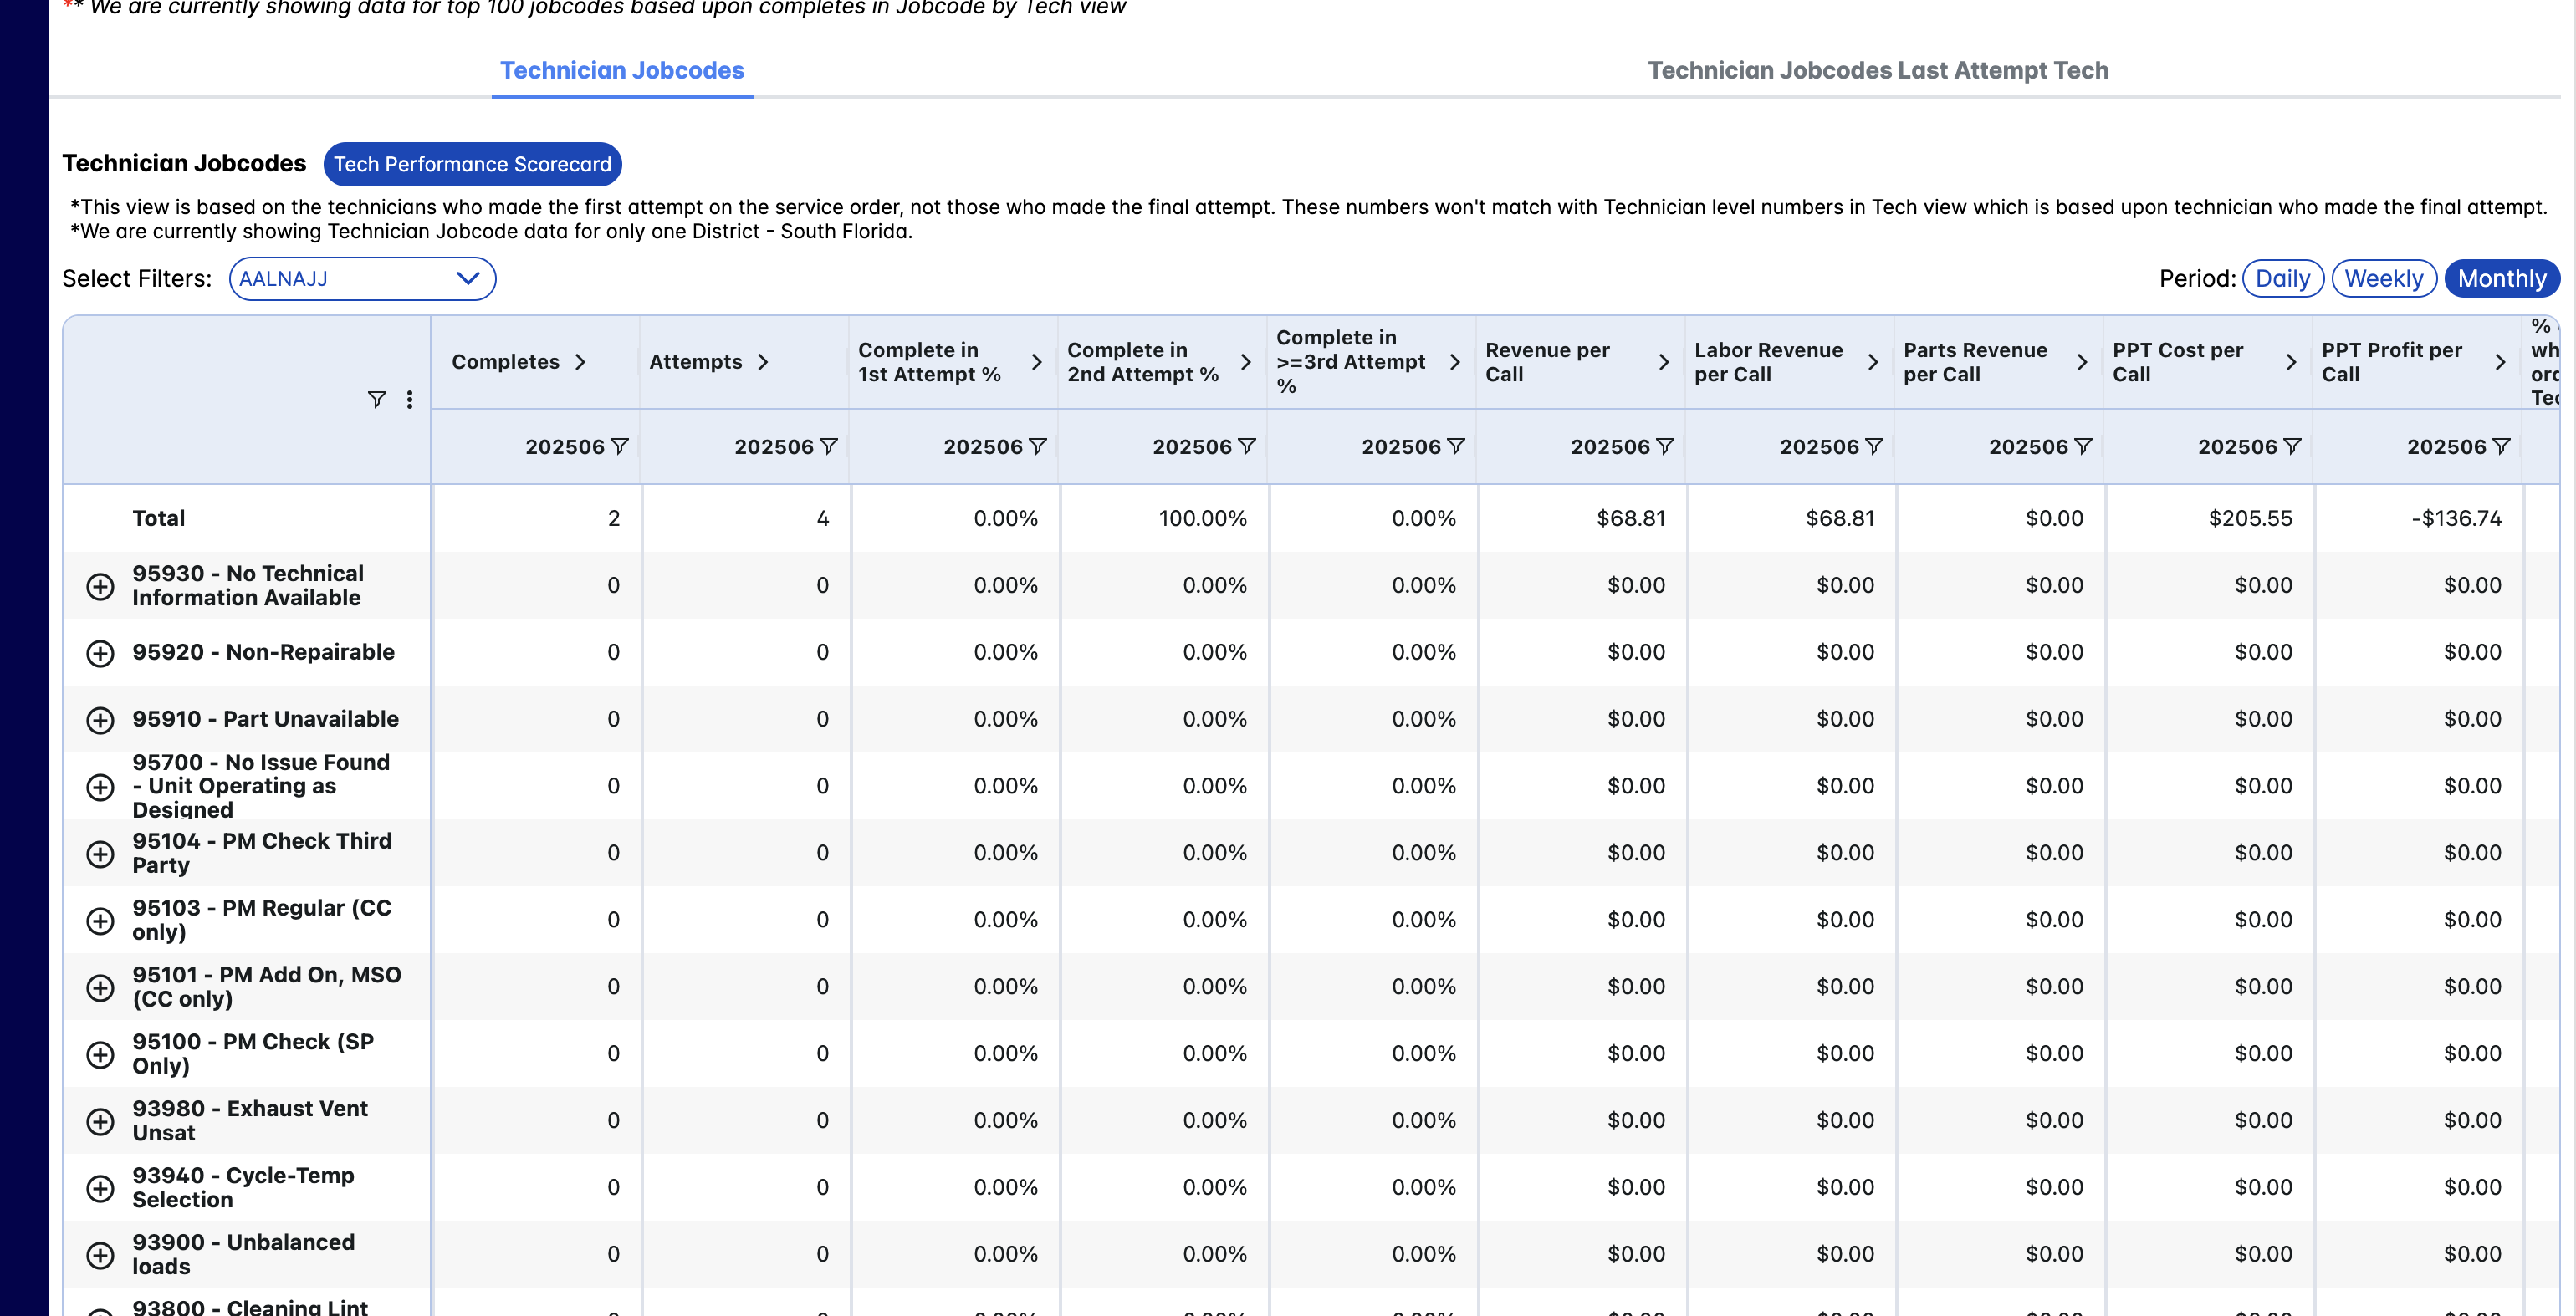 ** We are currently showing data for top 100 jobcodes based upon completes in Jobcode by Tech view
Technician Jobcodes
Technician Jobcodes Last Attempt Tech
Technician Jobcodes
Tech Performance Scorecard
*This view is based on the technicians who made the first attempt on the service order, not those who made the final attempt. These numbers won't match with Technician level numbers in Tech view which is based upon technician who made the final attempt.
*We are currently showing Technician Jobcode data for only one District - South Florida.
Select Filters: AALNAJJ
Period: Daily Weekly Monthly
Completes
Attempts
Complete in
1st Attempt %
Complete in
2nd Attempt %
Complete in
>=3rd Attempt
%
Revenue per
Call
Labor Revenue
per Call
Parts Revenue
per Call
PPT Cost per
Call
PPT Profit per
Call
%
202506 202506 202506 202506 202506 202506 202506 202506 202506 202506
Total 2 4 0.00% 100.00% 0.00% $68.81 $68.81 $0.00 $205.55 -$136.74
95930 - No Technical
Information Available
0 0 0.00% 0.00% 0.00% $0.00 $0.00 $0.00 $0.00 $0.00
95920 - Non-Repairable 0 0 0.00% 0.00% 0.00% $0.00 $0.00 $0.00 $0.00 $0.00
95910 - Part Unavailable 0 0 0.00% 0.00% 0.00% $0.00 $0.00 $0.00 $0.00 $0.00
95700 - No Issue Found
- Unit Operating as
Designed
0 0 0.00% 0.00% 0.00% $0.00 $0.00 $0.00 $0.00 $0.00
95104 - PM Check Third
Party
0 0 0.00% 0.00% 0.00% $0.00 $0.00 $0.00 $0.00 $0.00
95103 - PM Regular (CC
only)
0 0 0.00% 0.00% 0.00% $0.00 $0.00 $0.00 $0.00 $0.00
95101 - PM Add On, MSO
(CC only)
0 0 0.00% 0.00% 0.00% $0.00 $0.00 $0.00 $0.00 $0.00
95100 - PM Check (SP
Only)
0 0 0.00% 0.00% 0.00% $0.00 $0.00 $0.00 $0.00 $0.00
93980 - Exhaust Vent
Unsat
0 0 0.00% 0.00% 0.00% $0.00 $0.00 $0.00 $0.00 $0.00
93940 - Cycle-Temp
Selection
0 0 0.00% 0.00% 0.00% $0.00 $0.00 $0.00 $0.00 $0.00
93900 - Unbalanced
loads
0 0 0.00% 0.00% 0.00% $0.00 $0.00 $0.00 $0.00 $0.00
93800 - Cleaning Lint